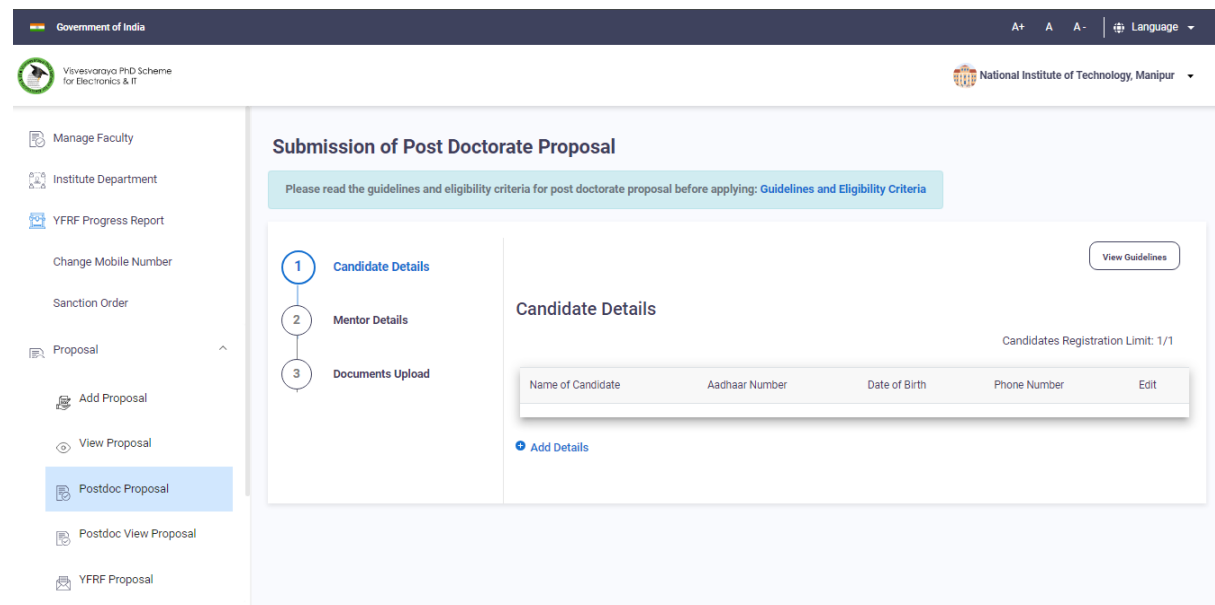 Government of India
A+ A A- Language
Visvesvaraya PhD Scheme
for Electronics & IT
National Institute of Technology, Manipur
Manage Faculty
Institute Department
YFRF Progress Report
Change Mobile Number
Sanction Order
Proposal
Add Proposal
View Proposal
Postdoc Proposal
Postdoc View Proposal
YFRF Proposal
Submission of Post Doctorate Proposal
Please read the guidelines and eligibility criteria for post doctorate proposal before applying: Guidelines and Eligibility Criteria
1 Candidate Details
2 Mentor Details
3 Documents Upload
View Guidelines
Candidate Details
Candidates Registration Limit: 1/1
Name of Candidate Aadhaar Number Date of Birth Phone Number Edit
Add Details